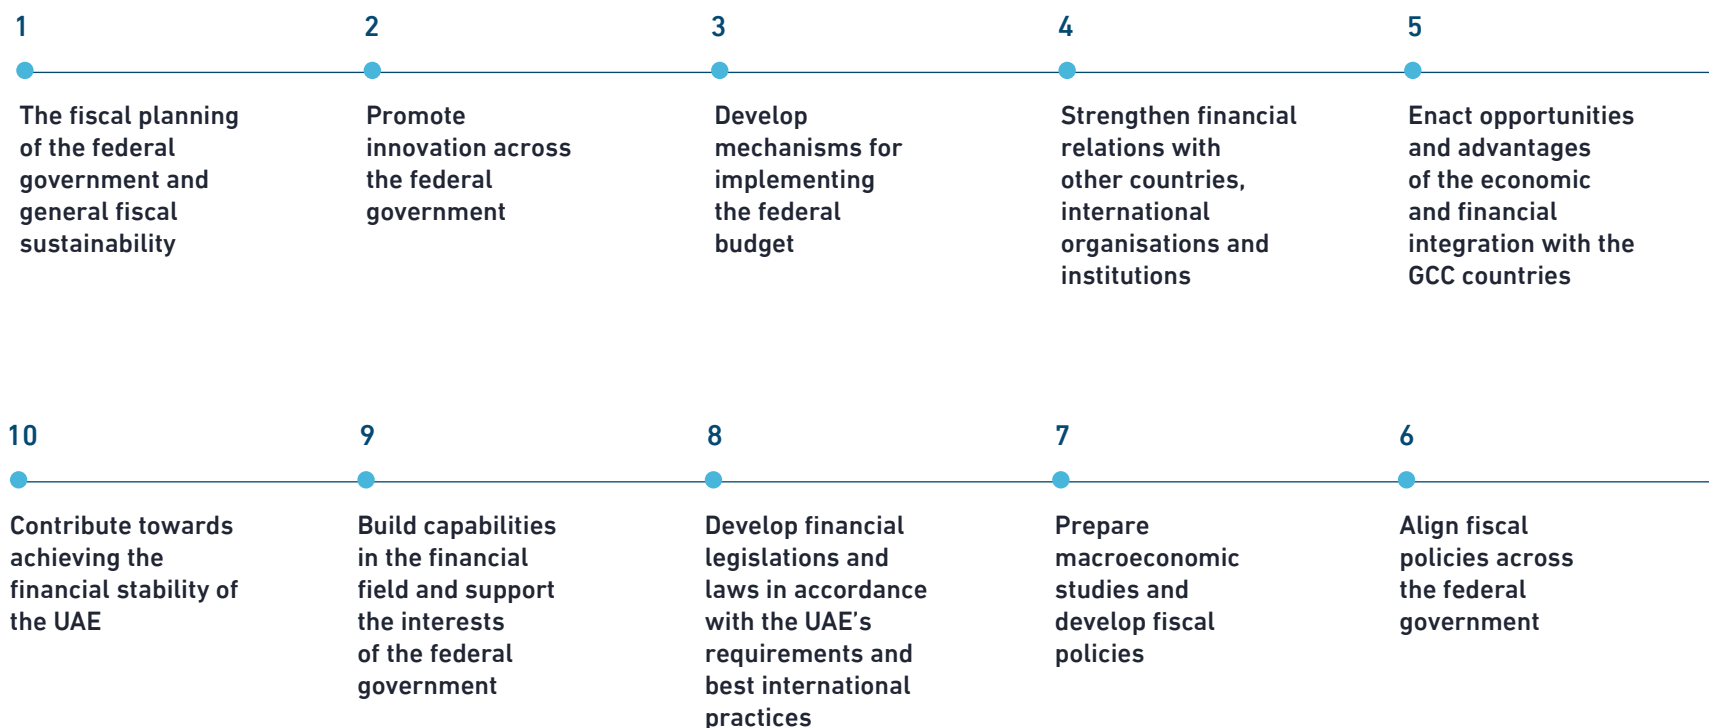 1
The fiscal planning
of the federal
government and
general fiscal
sustainability
2
Promote
innovation across
the federal
government
3
Develop
mechanisms for
implementing
the federal
budget
4
Strengthen financial
relations with
other countries,
international
organisations and
institutions
5
Enact opportunities
and advantages
of the economic
and financial
integration with the
GCC countries
6
Align fiscal
policies across
the federal
government
7
Prepare
macroeconomic
studies and
develop fiscal
policies
8
Develop financial
legislations and
laws in accordance
with the UAE’s
requirements and
best international
practices
9
Build capabilities
in the financial
field and support
the interests
of the federal
government
10
Contribute towards
achieving the
financial stability of
the UAE